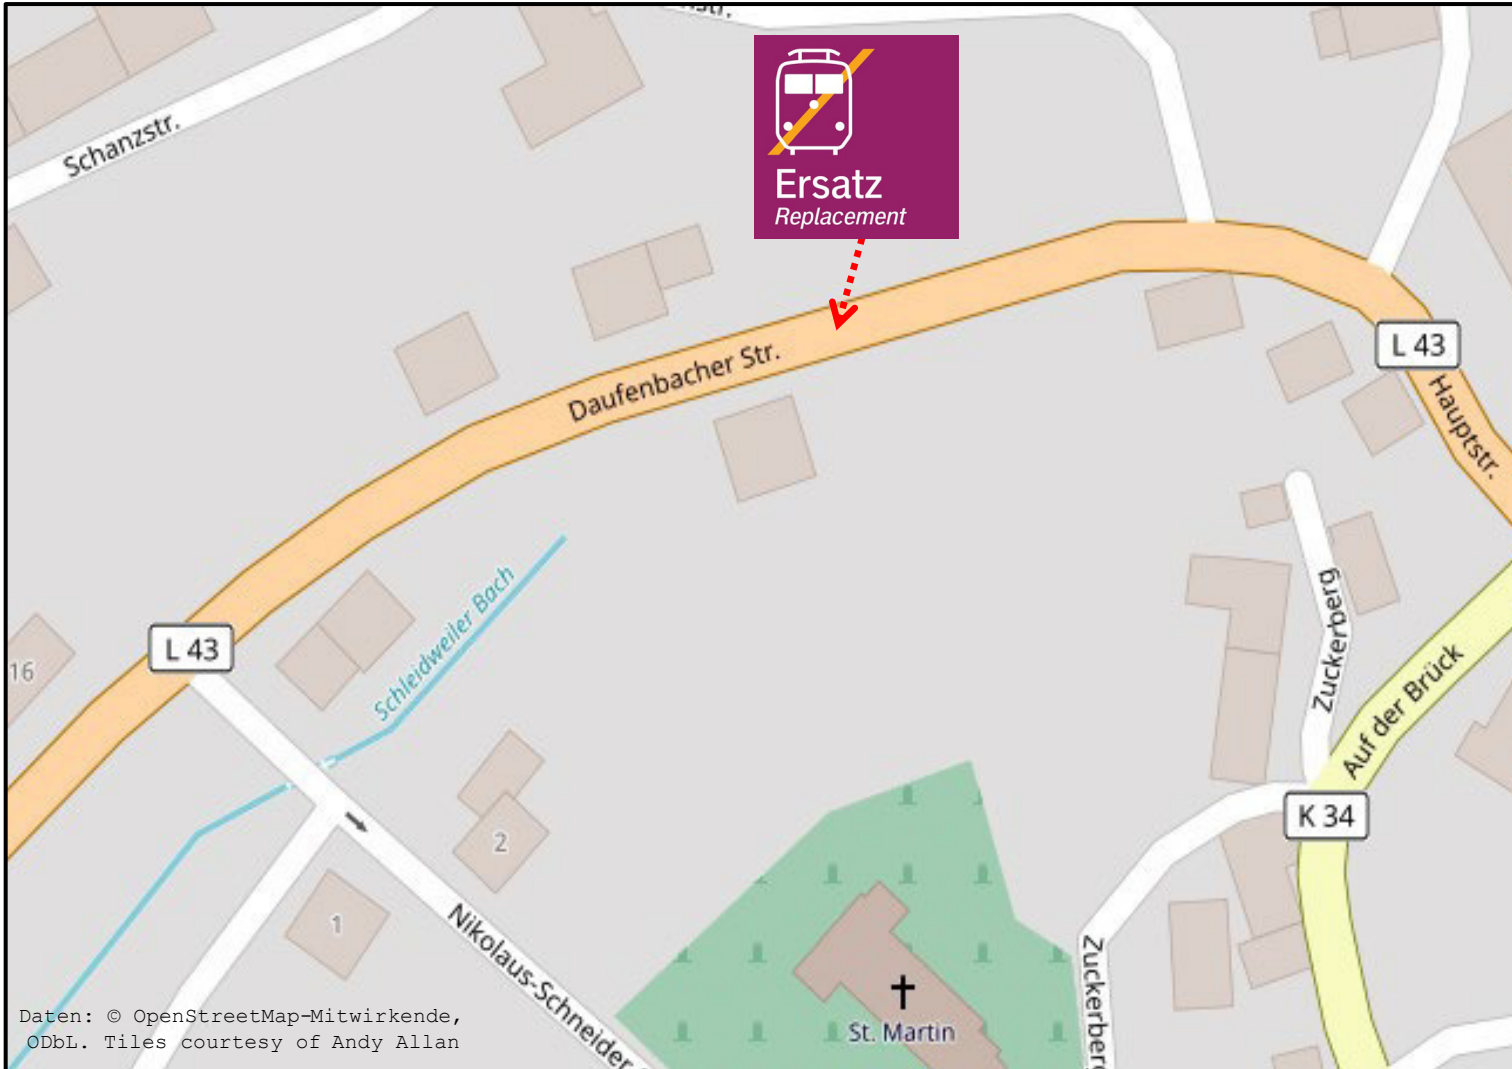 Schanzstr.
Ersatz
Replacement
Daufenbacher Str.
L 43
Hauptstr.
Schleidweiler Bach
L 43
16
Zuckerberg
Auf der Brück
K 34
2
1
Nikolaus-Schneider
Zuckerberg
St. Martin
Daten: © OpenStreetMap-Mitwirkende,
ODbL. Tiles courtesy of Andy Allan